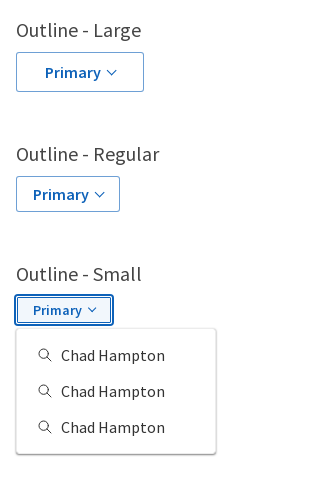 Outline - Large
Primary
Outline - Regular
Primary
Outline - Small
Primary
Chad Hampton
Chad Hampton
Chad Hampton